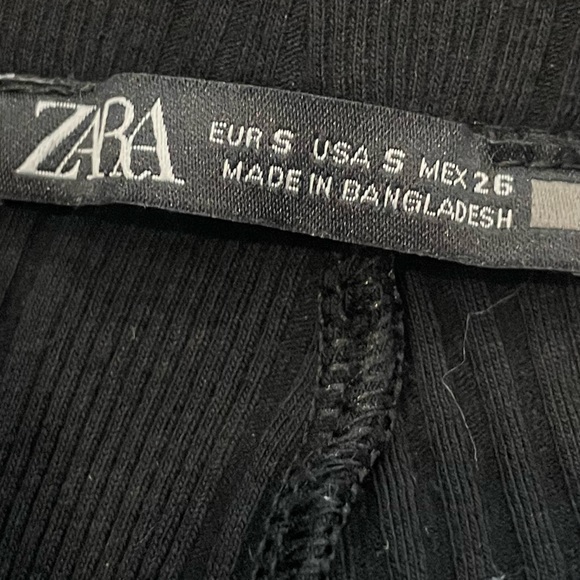 ZARA
EUR S USA S MEX 26
MADE IN BANGLADESH